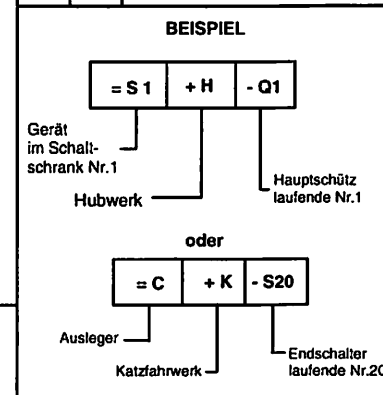 BEISPIEL
= S 1 + H - Q1
Gerät
im Schalt-
schrank Nr.1
Hubwerk
Hauptschütz
laufende Nr.1
oder
= C + K - S20
Ausleger
Katzfahrwerk
Endschalter
laufende Nr.20